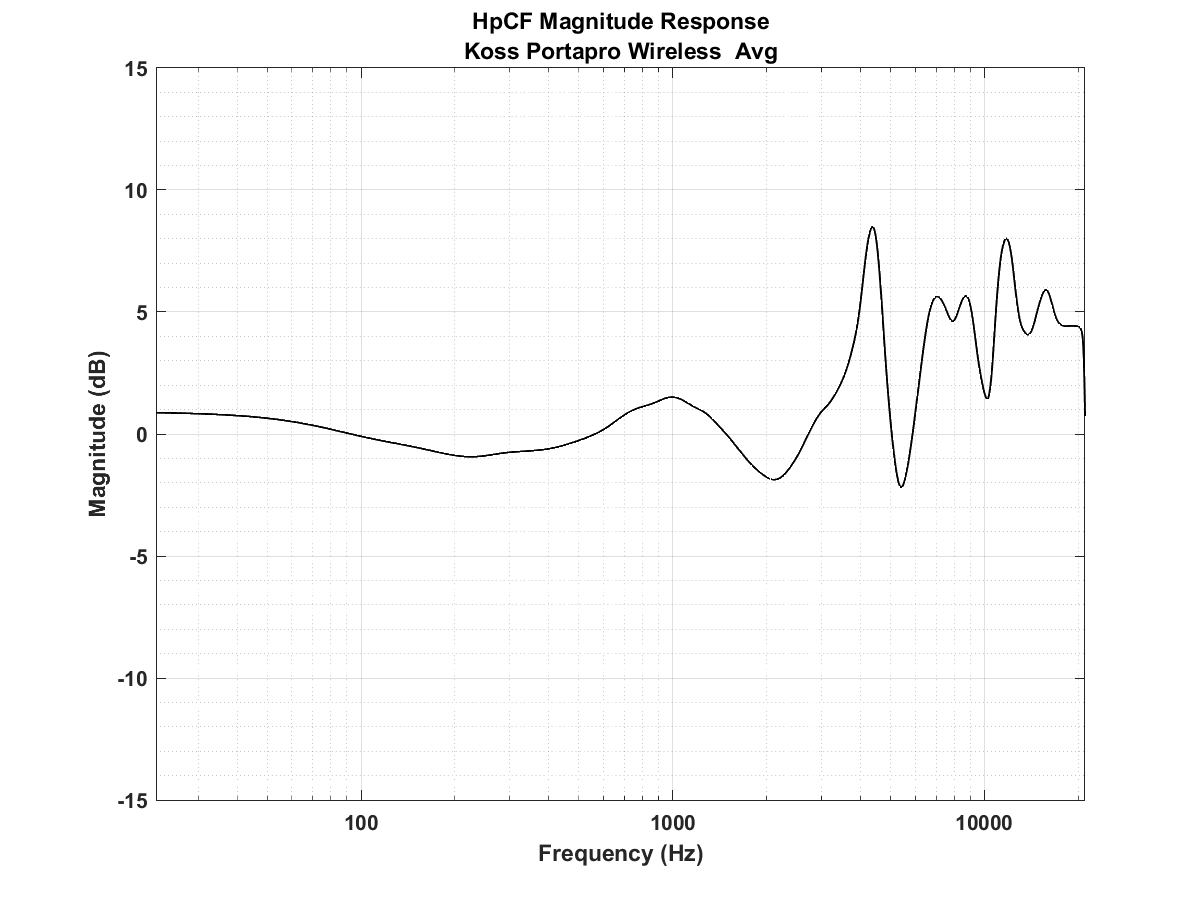 HpCF Magnitude Response
Koss Portapro Wireless  Avg
15
10
5
0
-5
-10
-15
Magnitude (dB)
100
1000
10000
Frequency (Hz)